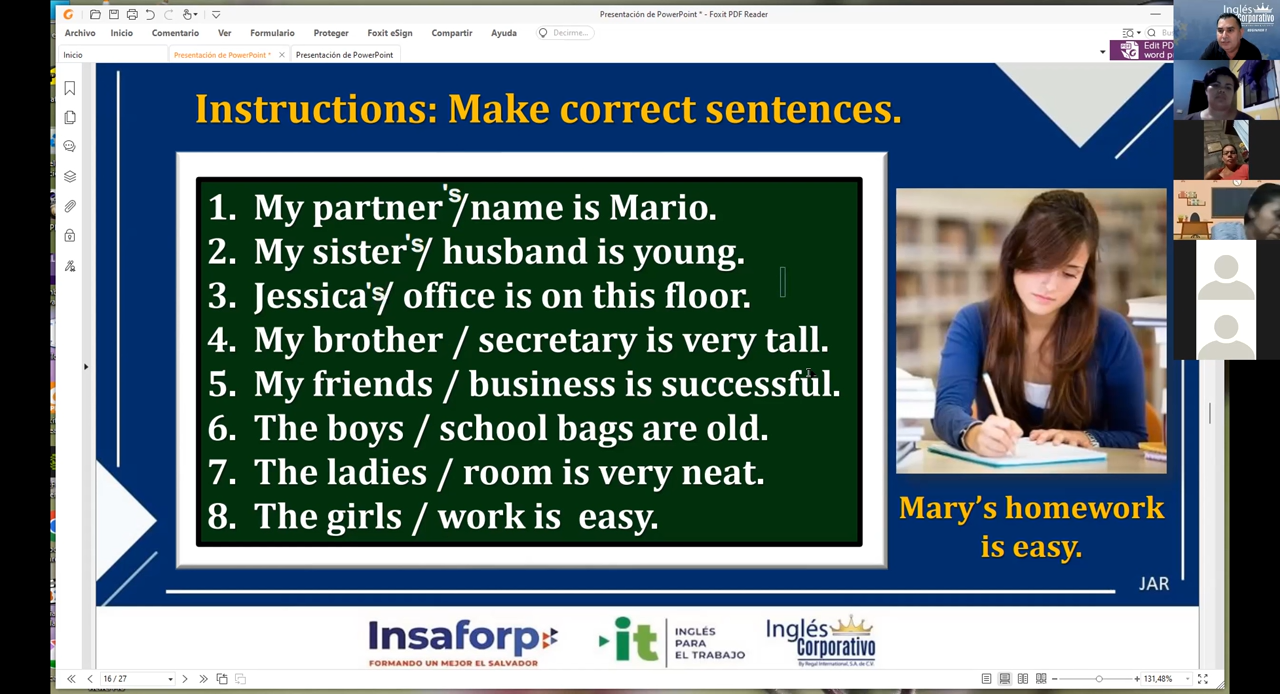 Presentación de PowerPoint * - Foxit PDF Reader
Archivo Inicio Comentario Ver Formulario Proteger Foxit eSign Compartir Ayuda Decirme...
Inicio Presentación de PowerPoint * Presentación de PowerPoint
Edit PD
word p
Inglés
Corporativo
Instructions: Make correct sentences.
1. My partner's/name is Mario.
2. My sister's/ husband is young.
3. Jessica's/ office is on this floor.
4. My brother / secretary is very tall.
5. My friends / business is successful.
6. The boys / school bags are old.
7. The ladies / room is very neat.
8. The girls / work is easy.
Mary’s homework
is easy.
JAR
Insaforp
FORMANDO UN MEJOR EL SALVADOR
it INGLÉS
PARA
EL TRABAJO
Inglés
Corporativo
By Regal International, S.A. de C.V.
16 / 27
131,48%